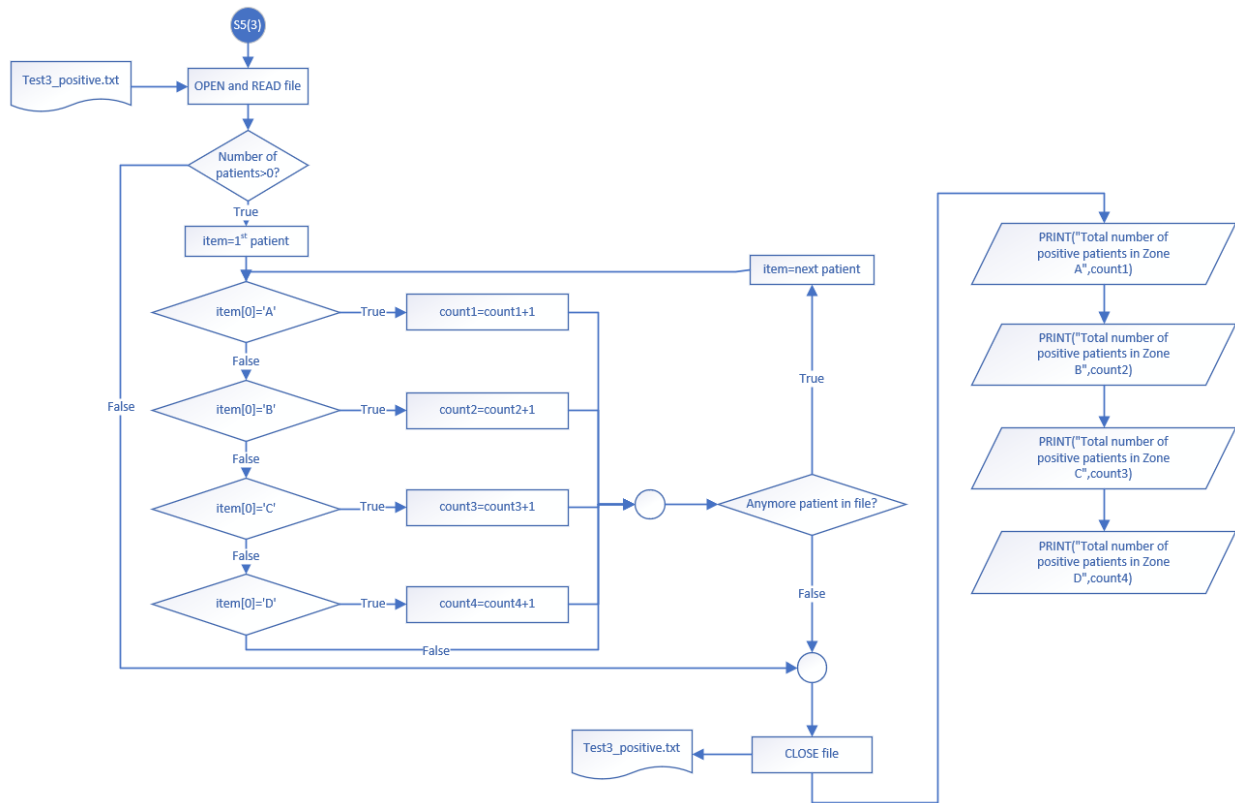 S5(3)
Test3_positive.txt
OPEN and READ file
Number of
patients>0?
True
item=1st patient
item=next patient
item[0]='A'
True
count1=count1+1
False
item[0]='B'
True
count2=count2+1
False
item[0]='C'
True
count3=count3+1
False
item[0]='D'
True
count4=count4+1
False
False
True
Anymore patient in file?
False
Test3_positive.txt
CLOSE file
PRINT("Total number of
positive patients in Zone
A",count1)
PRINT("Total number of
positive patients in Zone
B",count2)
PRINT("Total number of
positive patients in Zone
C",count3)
PRINT("Total number of
positive patients in Zone
D",count4)